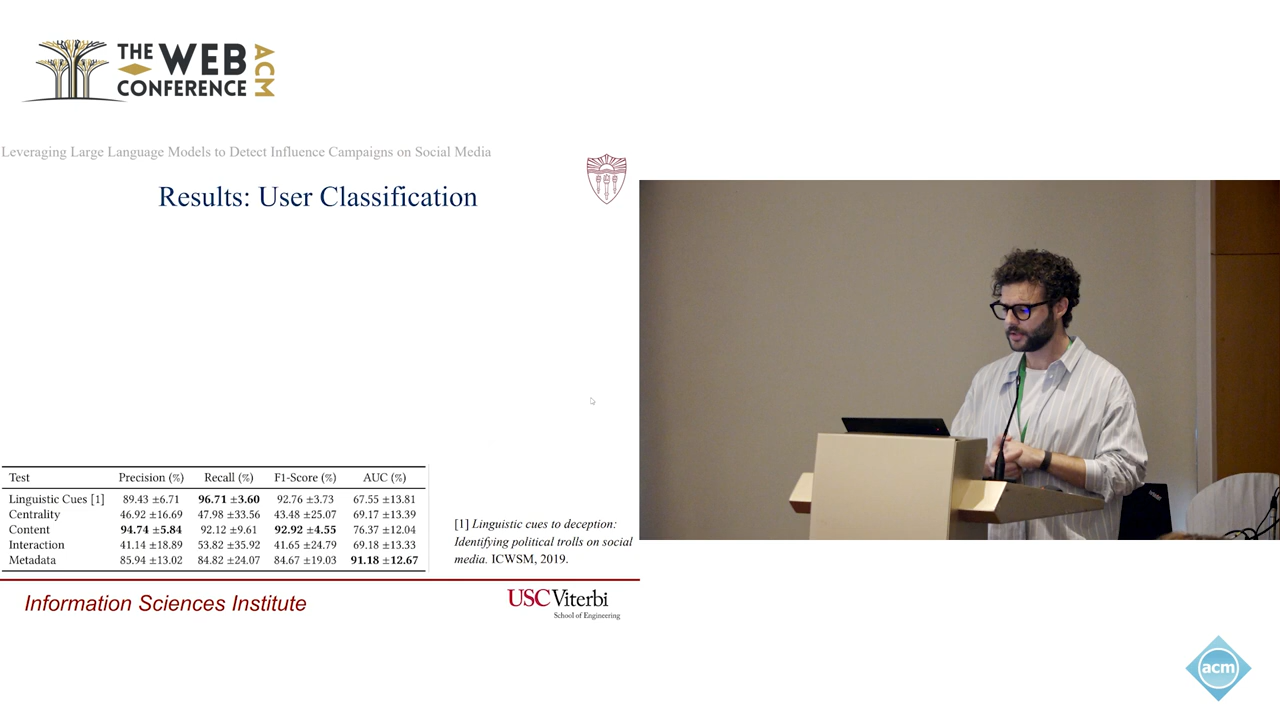 THE WEB CONFERENCE ACM
Leveraging Large Language Models to Detect Influence Campaigns on Social Media
Results: User Classification
Test Precision (%) Recall (%) F1-Score (%) AUC (%)
Linguistic Cues [1] 89.43 ±6.71 96.71 ±3.60 92.76 ±3.73 67.55 ±13.81
Centrality 46.92 ±16.69 47.98 ±33.56 43.48 ±25.07 69.17 ±13.39
Content 94.74 ±5.84 92.12 ±9.61 92.92 ±4.55 76.37 ±12.04
Interaction 41.14 ±18.89 53.82 ±35.92 41.65 ±24.79 69.18 ±13.33
Metadata 85.94 ±13.02 84.82 ±24.07 84.67 ±19.03 91.18 ±12.67
[1] Linguistic cues to deception:
Identifying political trolls on social
media. ICWSM, 2019.
Information Sciences Institute
USC Viterbi
School of Engineering
acm